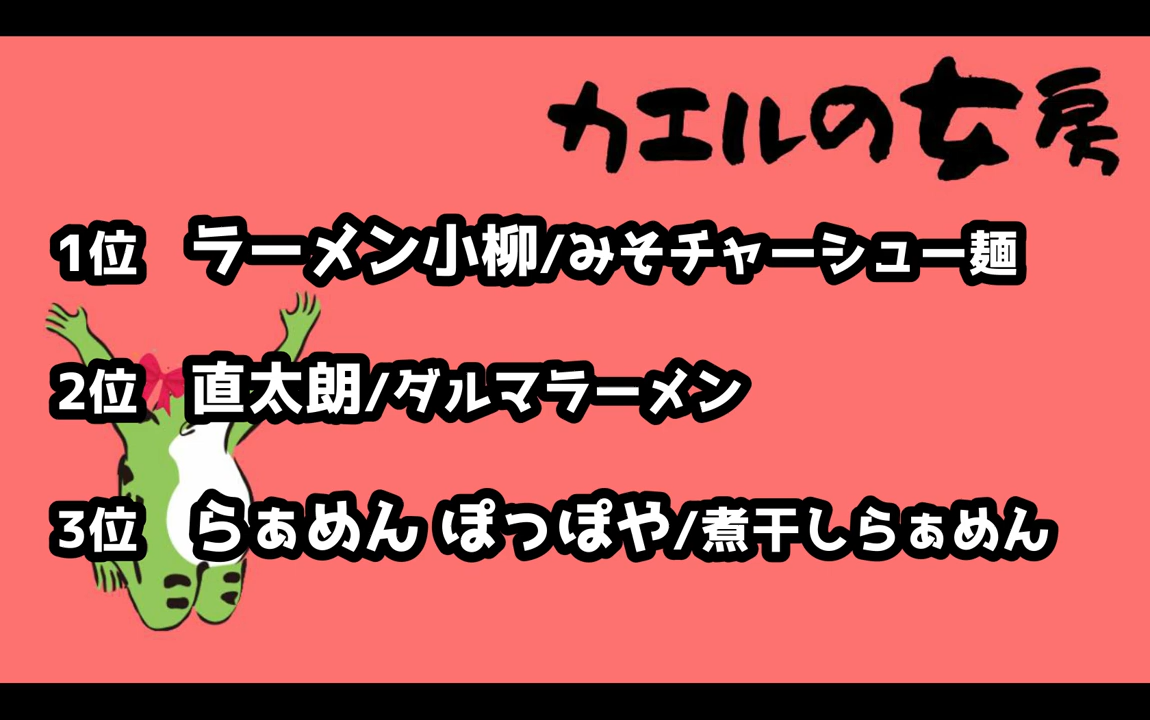 カエルの女房
1位 ラーメン小柳/みそチャーシュー麺
2位 直太朗/ダルマラーメン
3位 らぁめん ぽっぽや/煮干しらぁめん